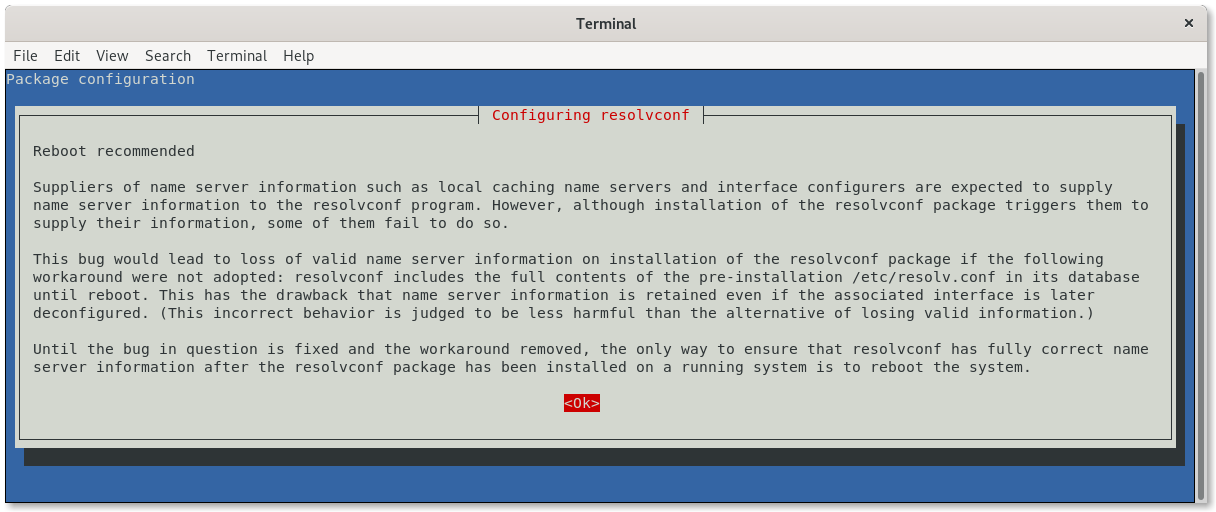 Terminal
×
File Edit View Search Terminal Help
Package configuration
Configuring resolvconf
Reboot recommended
Suppliers of name server information such as local caching name servers and interface configurers are expected to supply
name server information to the resolvconf program. However, although installation of the resolvconf package triggers them to
supply their information, some of them fail to do so.
This bug would lead to loss of valid name server information on installation of the resolvconf package if the following
workaround were not adopted: resolvconf includes the full contents of the pre-installation /etc/resolv.conf in its database
until reboot. This has the drawback that name server information is retained even if the associated interface is later
deconfigured. (This incorrect behavior is judged to be less harmful than the alternative of losing valid information.)
Until the bug in question is fixed and the workaround removed, the only way to ensure that resolvconf has fully correct name
server information after the resolvconf package has been installed on a running system is to reboot the system.
<Ok>